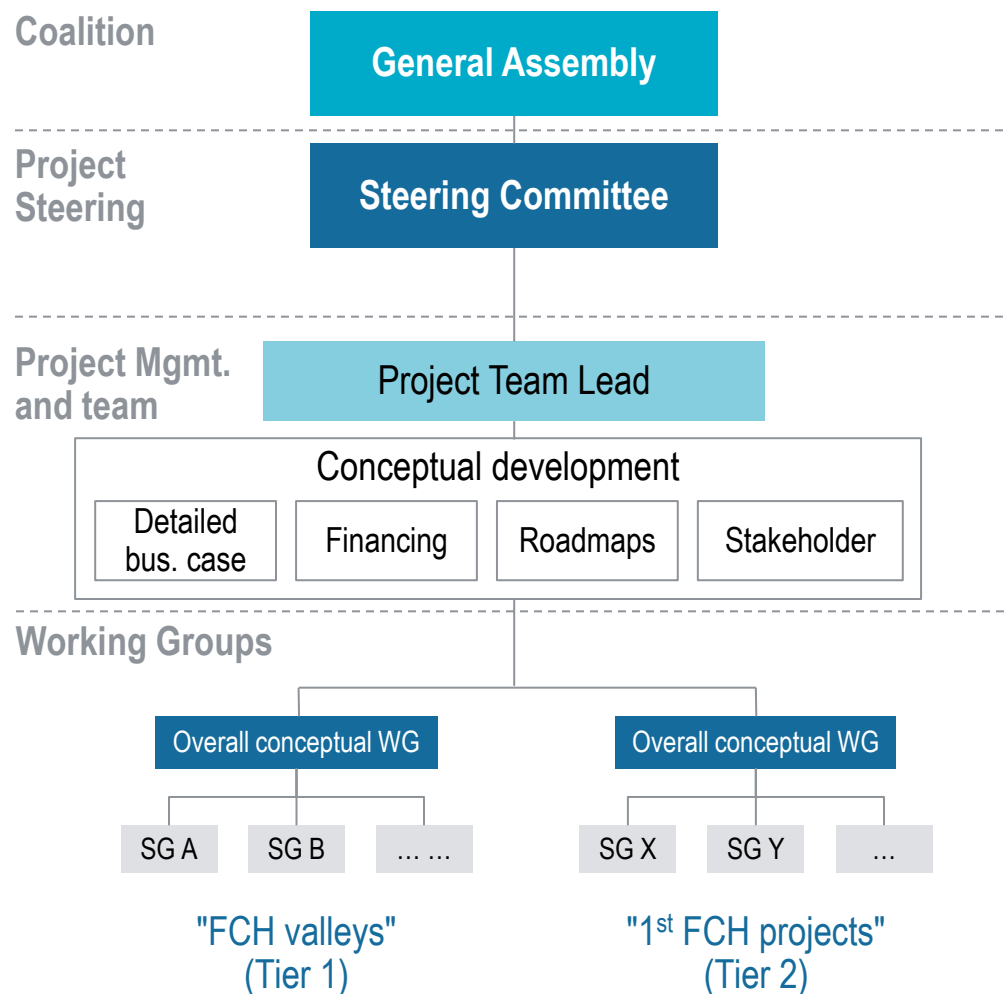 Coalition
General Assembly
Project
Steering
Steering Committee
Project Mgmt.
and team
Project Team Lead
Conceptual development
Detailed
bus. case
Financing
Roadmaps
Stakeholder
Working Groups
Overall conceptual WG
Overall conceptual WG
SG A
SG B
... ...
SG X
SG Y
...
"FCH valleys"
(Tier 1)
"1st FCH projects"
(Tier 2)